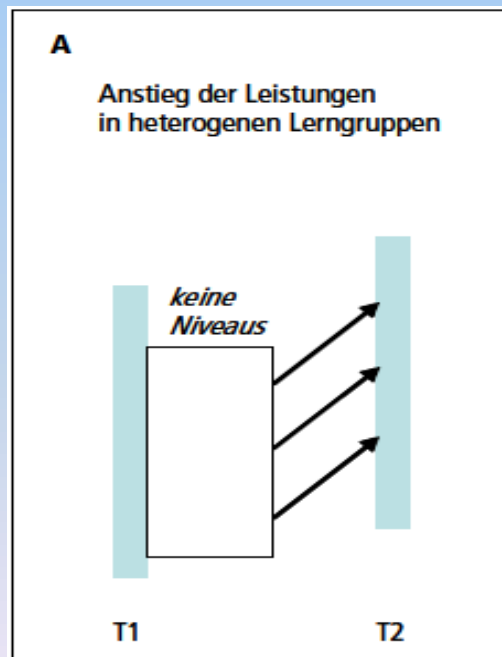 A
Anstieg der Leistungen
in heterogenen Lerngruppen
keine
Niveaus
T1
T2